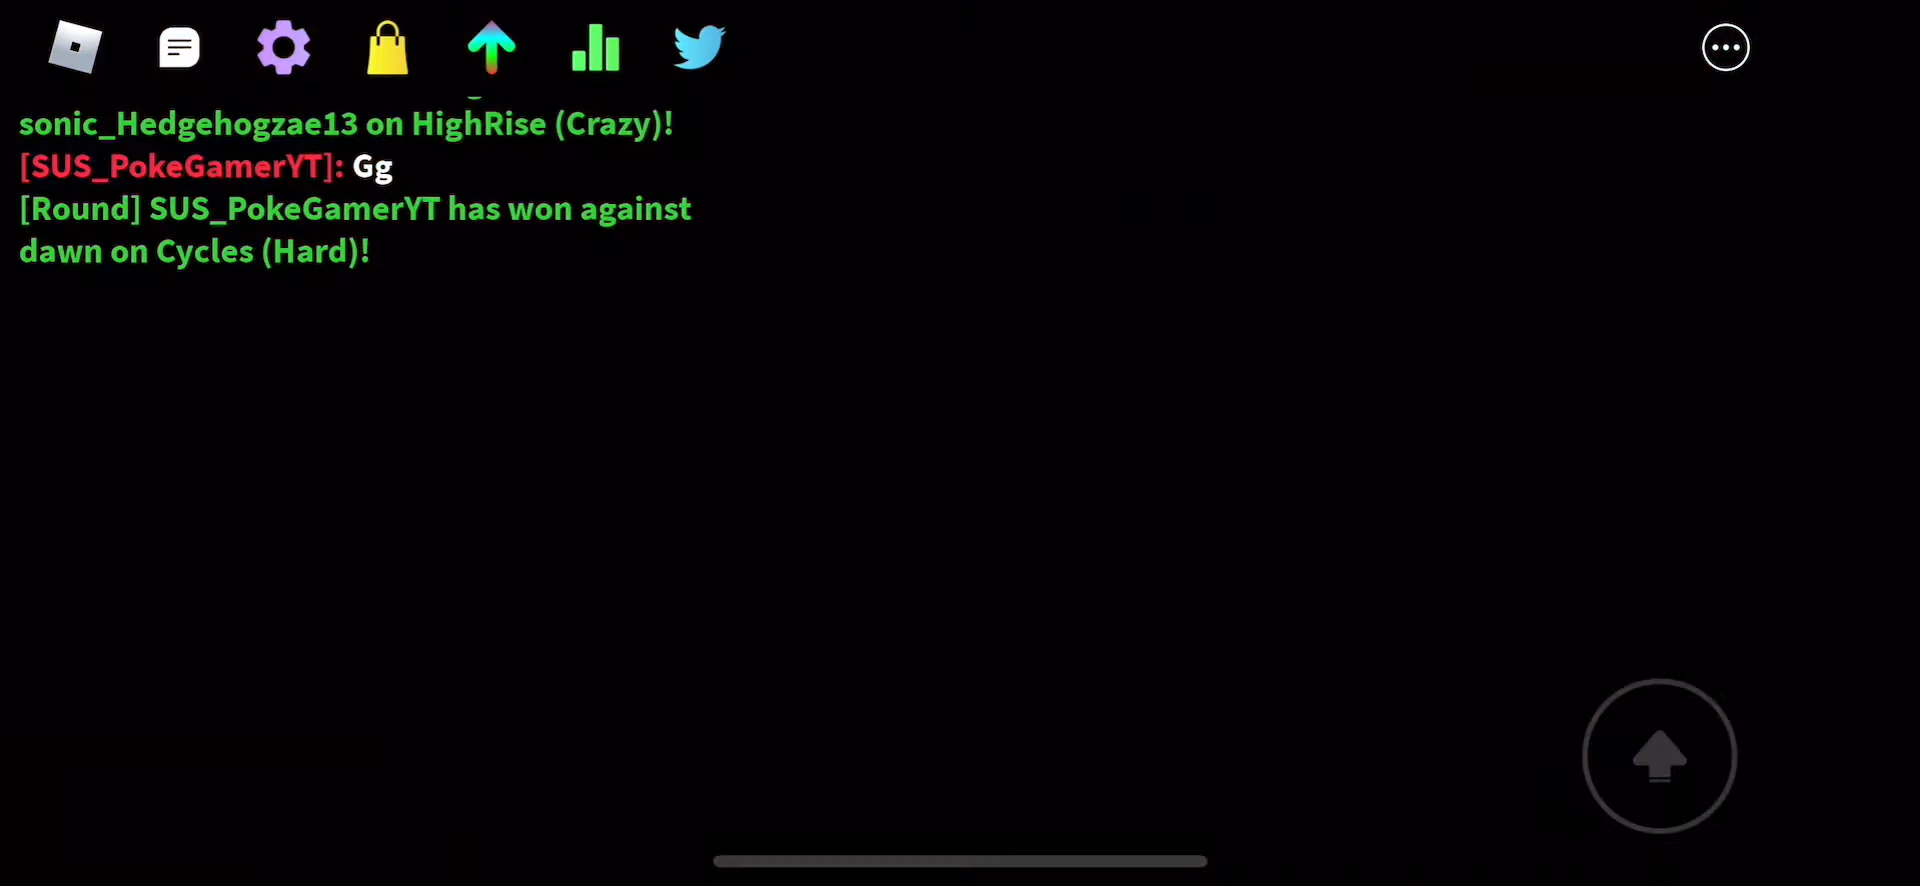 sonic_Hedgehogzae13 on HighRise (Crazy)!
[SUS_PokeGamerYT]: Gg
[Round] SUS_PokeGamerYT has won against
dawn on Cycles (Hard)!